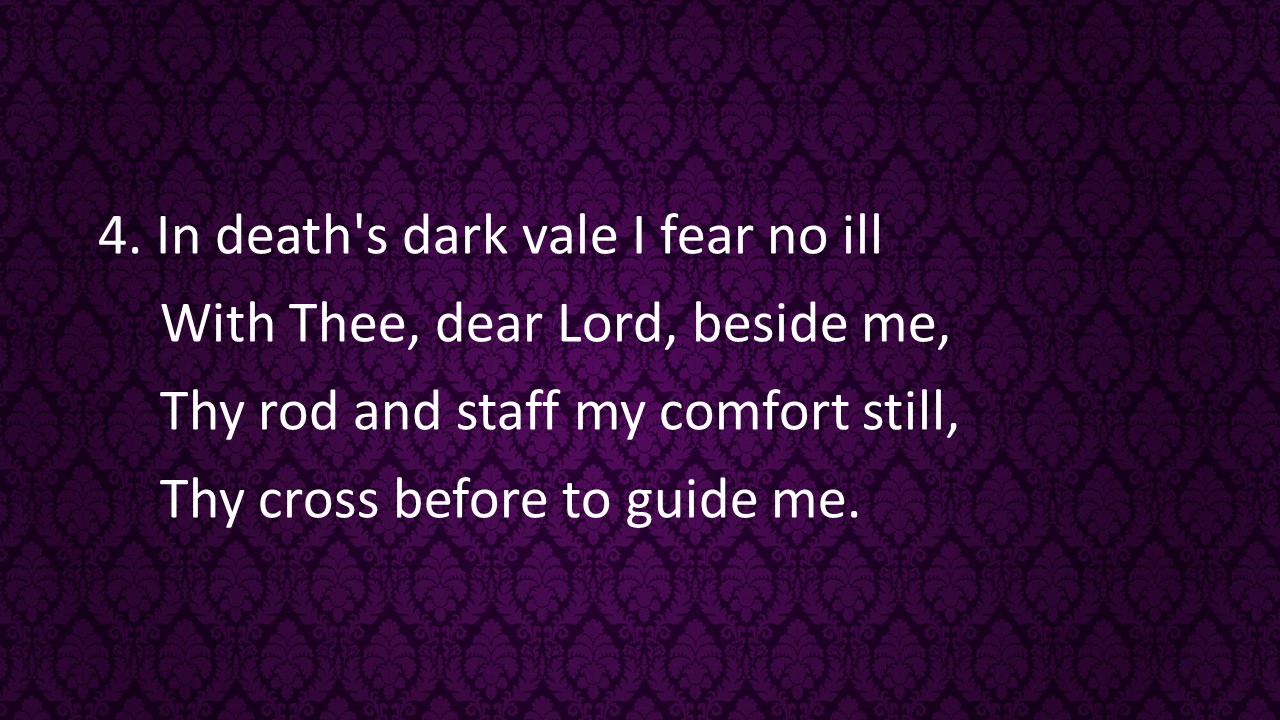 4. In death's dark vale I fear no ill
With Thee, dear Lord, beside me,
Thy rod and staff my comfort still,
Thy cross before to guide me.